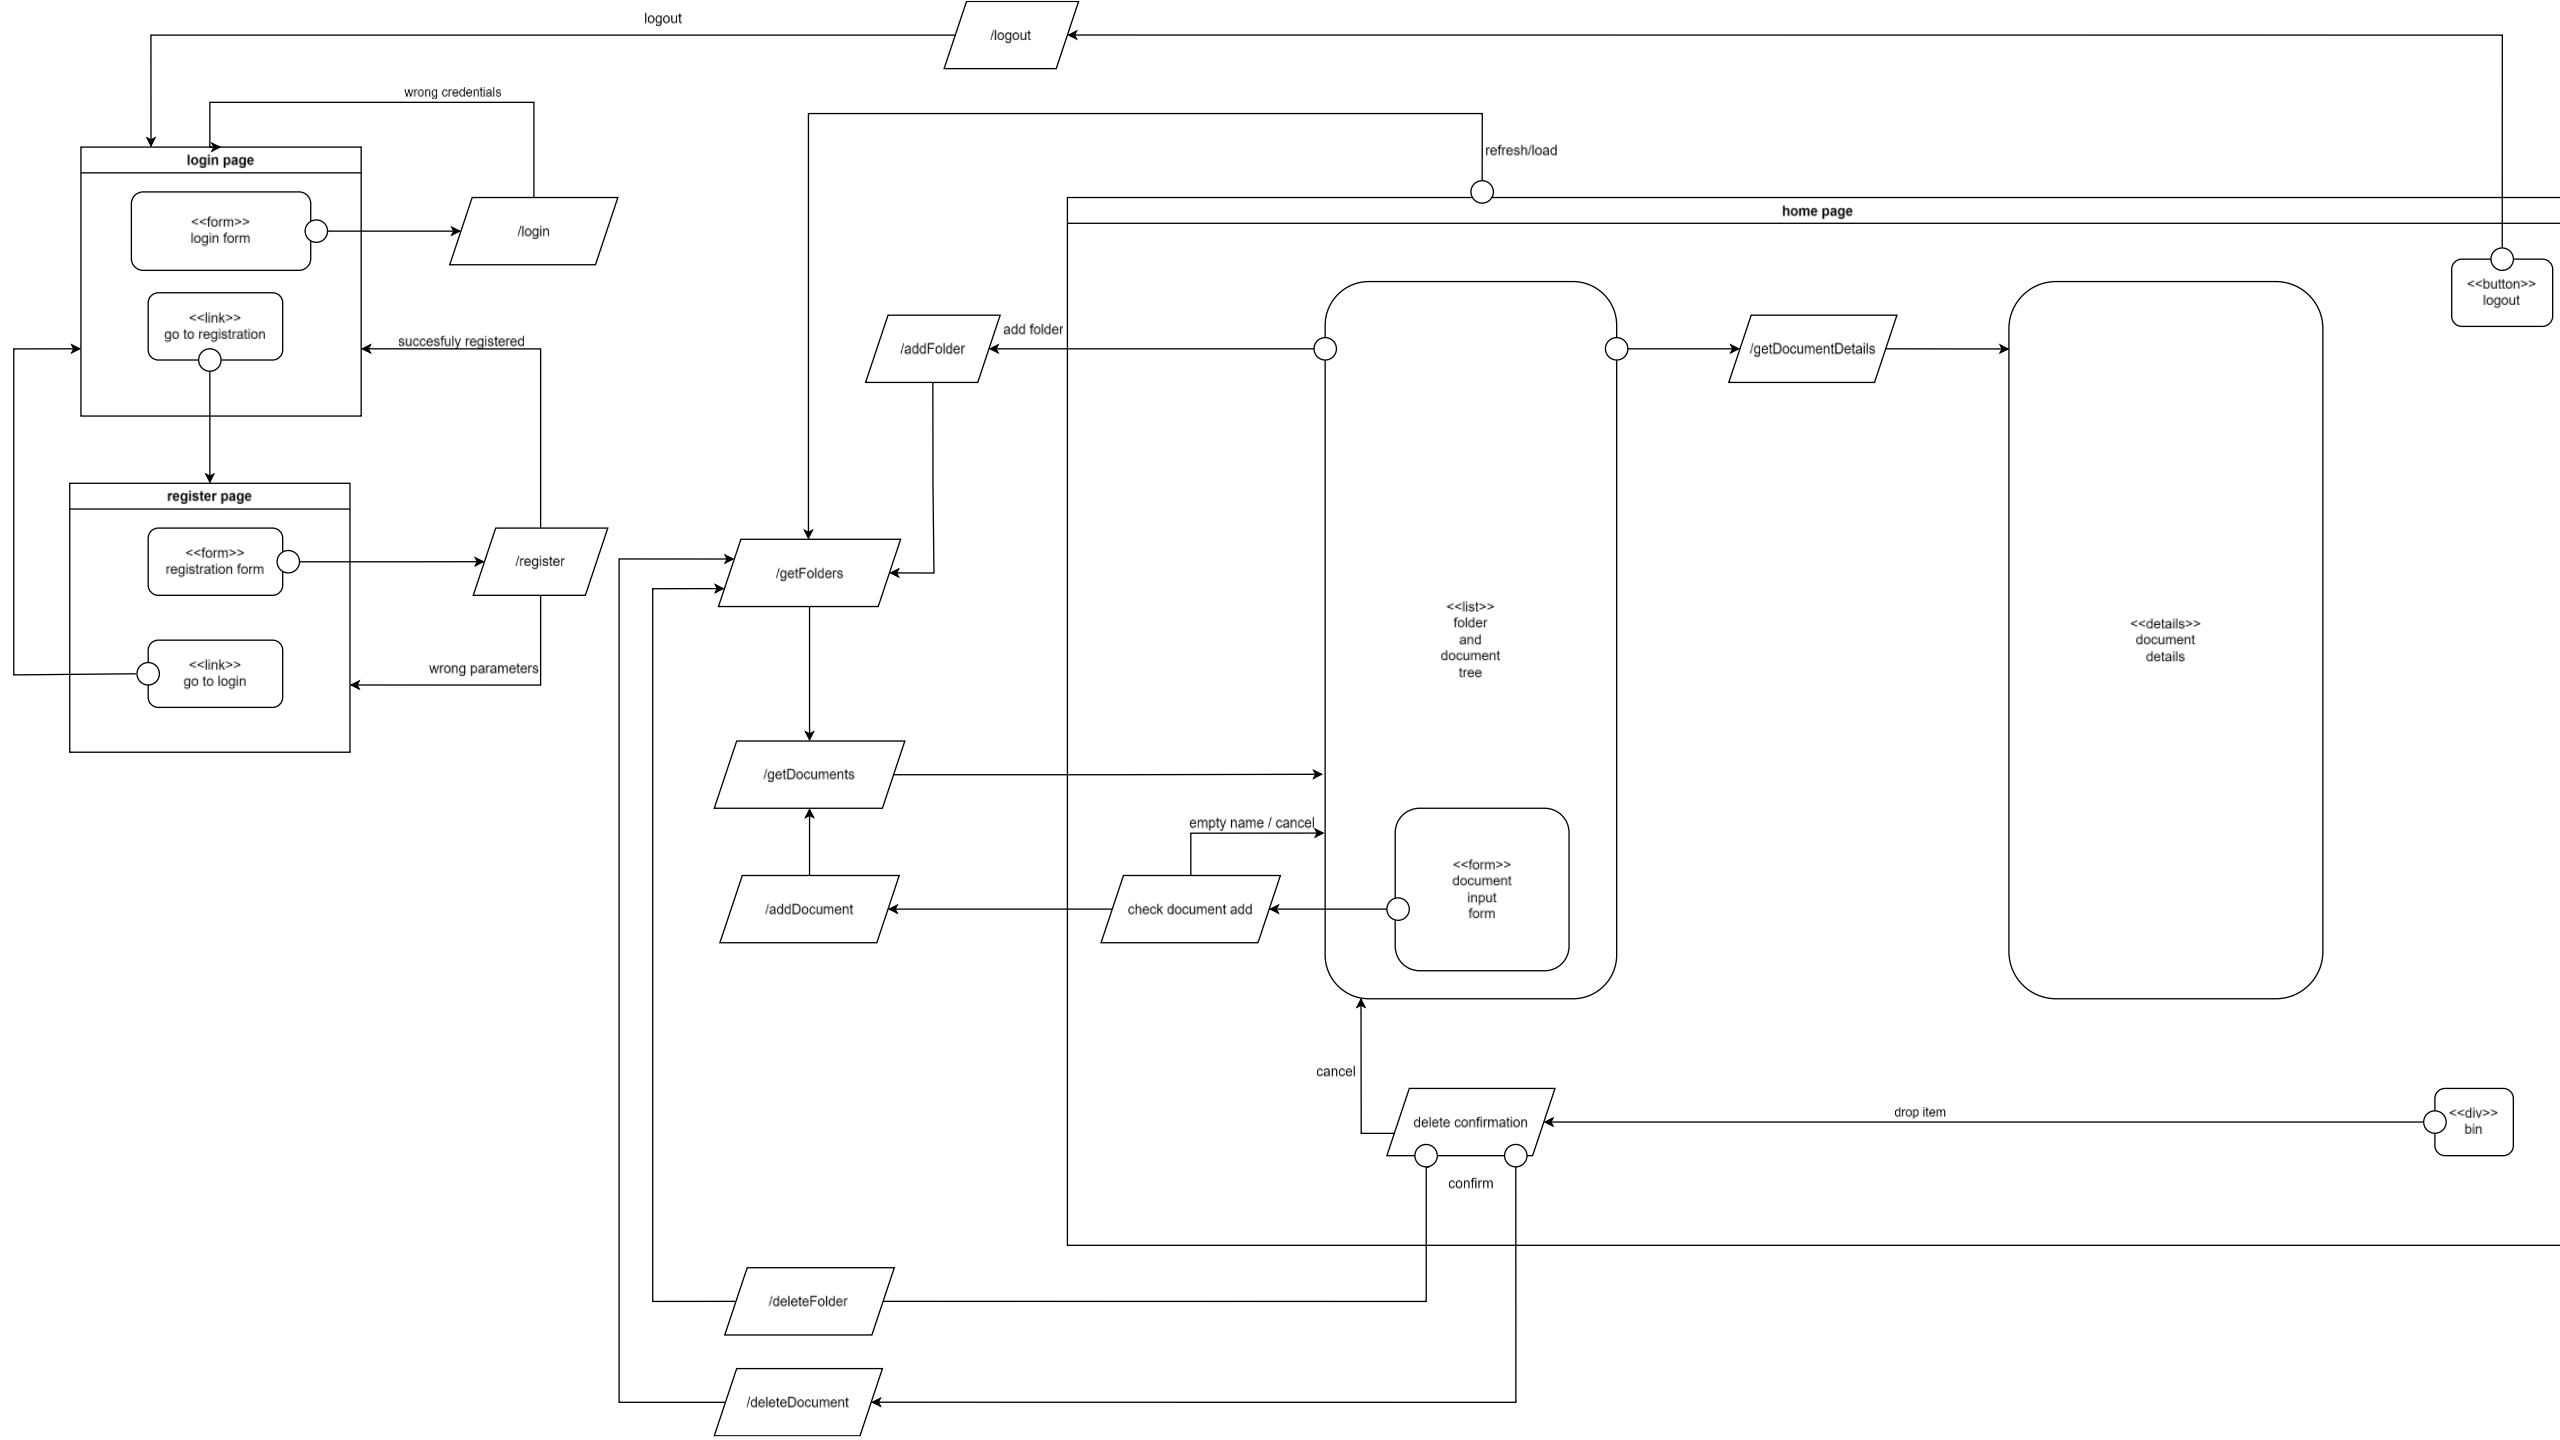 logout
/logout
wrong credentials
login page
<<form>>
login form
/login
<<link>>
go to registration
succesfuly registered
register page
<<form>>
registration form
/register
<<link>>
go to login
wrong parameters
refresh/load
home page
<<button>>
logout
/addFolder
add folder
/getDocumentDetails
/getFolders
<<list>>
folder
and
document
tree
<<details>>
document
details
/getDocuments
empty name / cancel
<<form>>
document
input
form
/addDocument
check document add
cancel
delete confirmation
drop item
<<div>>
bin
confirm
/deleteFolder
/deleteDocument